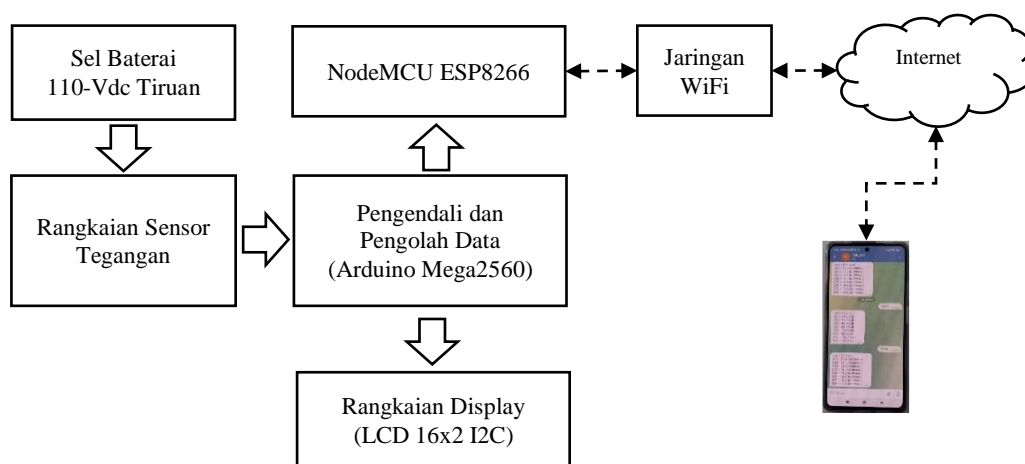 Sel Baterai
110-Vdc Tiruan
NodeMCU ESP8266
Jaringan
WiFi
Internet
Rangkaian Sensor
Tegangan
Pengendali dan
Pengolah Data
(Arduino Mega2560)
Rangkaian Display
(LCD 16x2 I2C)